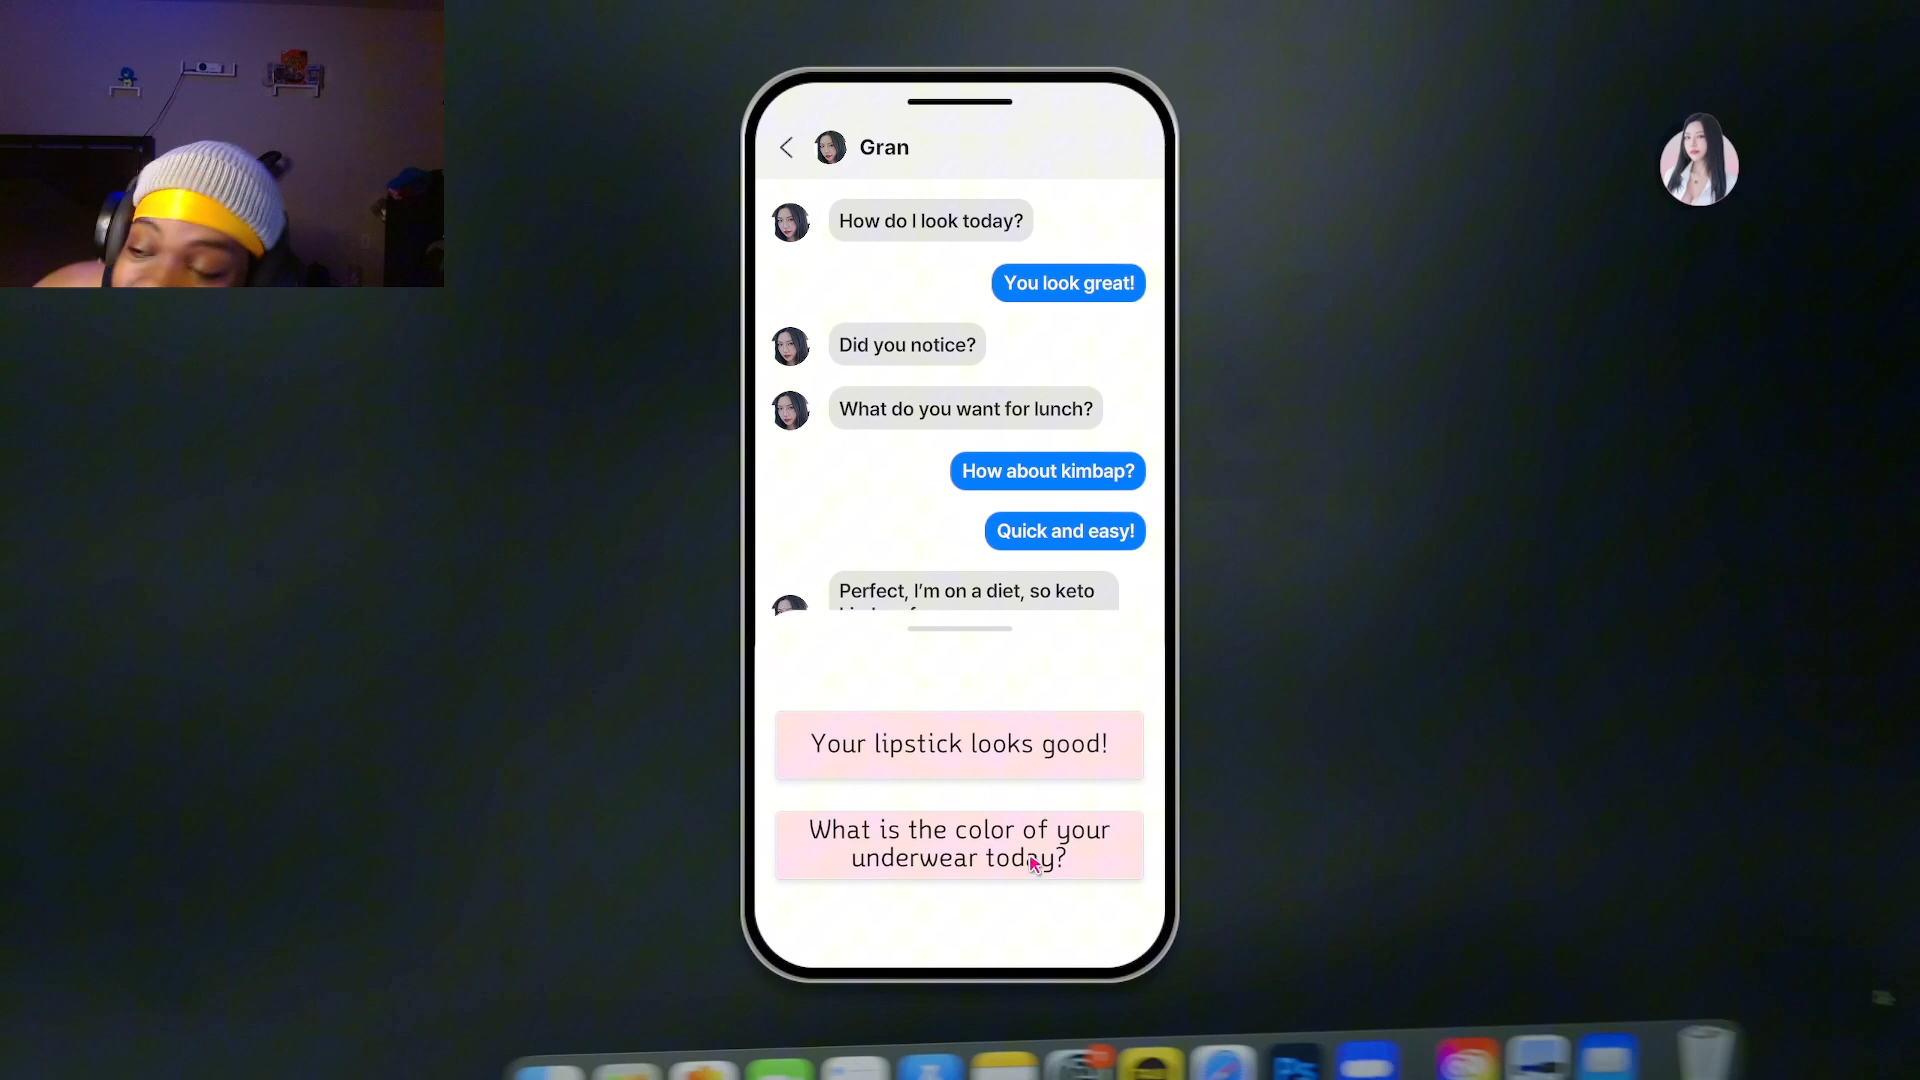 Gran
How do I look today?
You look great!
Did you notice?
What do you want for lunch?
How about kimbap?
Quick and easy!
Perfect, I'm on a diet, so keto
Your lipstick looks good!
What is the color of your
underwear today?
Ps